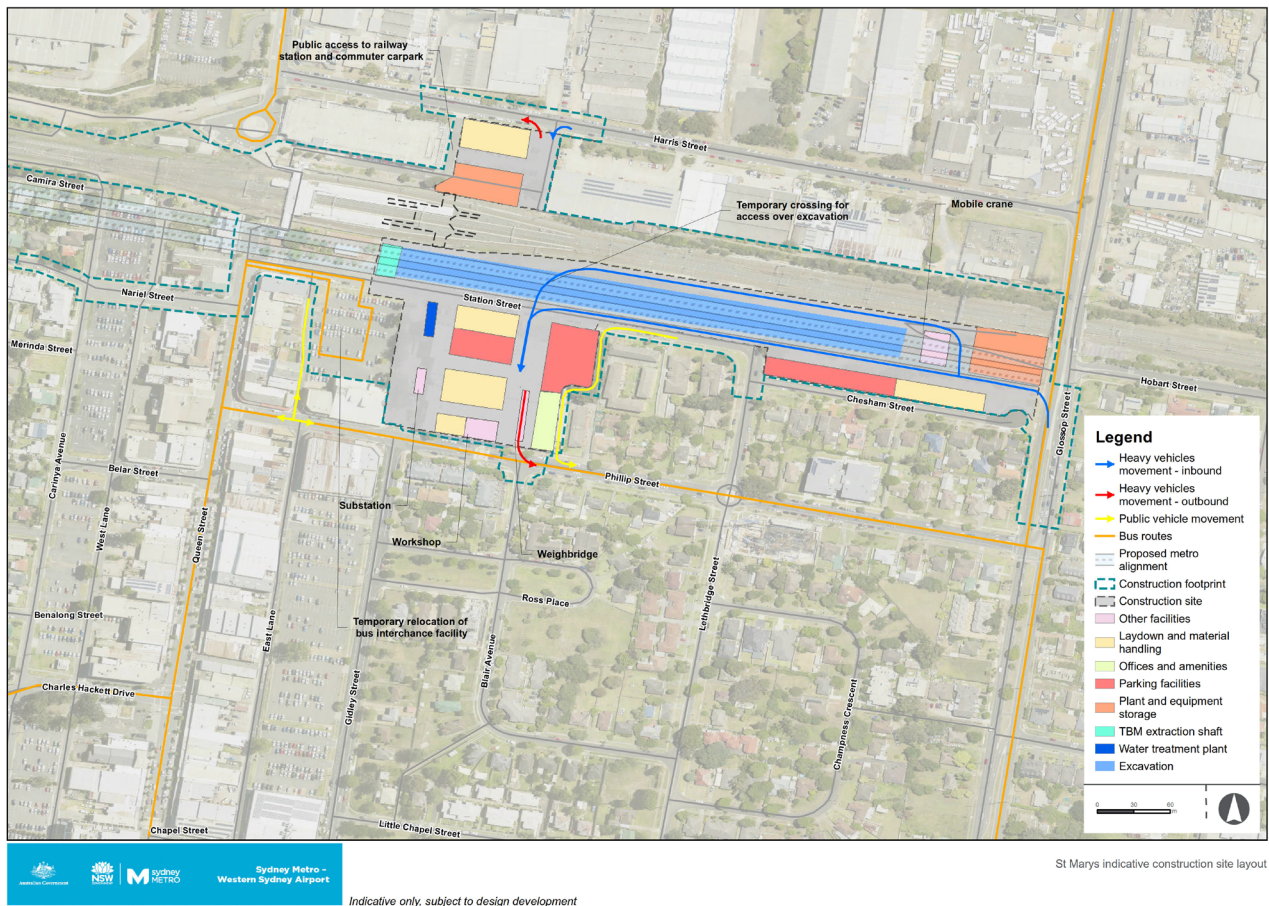 Public access to railway
station and commuter carpark
Harris Street
Camira Street
Temporary crossing for
access over excavation
Mobile crane
Nariel Street
Station Street
Merinda Street
Hobart Street
Chesham Street
Glossop Street
Carinya Avenue
Belar Street
West Lane
Queen Street
Phillip Street
Substation
Workshop
Weighbridge
Ross Place
Lethbridge Street
Benalong Street
East Lane
Temporary relocation of
bus interchange facility
Blair Avenue
Gidley Street
Charles Hackett Drive
Champness Crescent
Chapel Street
Little Chapel Street
Legend
Heavy vehicles
movement - inbound
Heavy vehicles
movement - outbound
Public vehicle movement
Bus routes
Proposed metro
alignment
Construction footprint
Construction site
Other facilities
Laydown and material
handling
Offices and amenities
Parking facilities
Plant and equipment
storage
TBM extraction shaft
Water treatment plant
Excavation
0 30 60
m
Australian Government
NSW
GOVERNMENT
M sydney
METRO
Sydney Metro –
Western Sydney Airport
St Marys indicative construction site layout
Indicative only, subject to design development